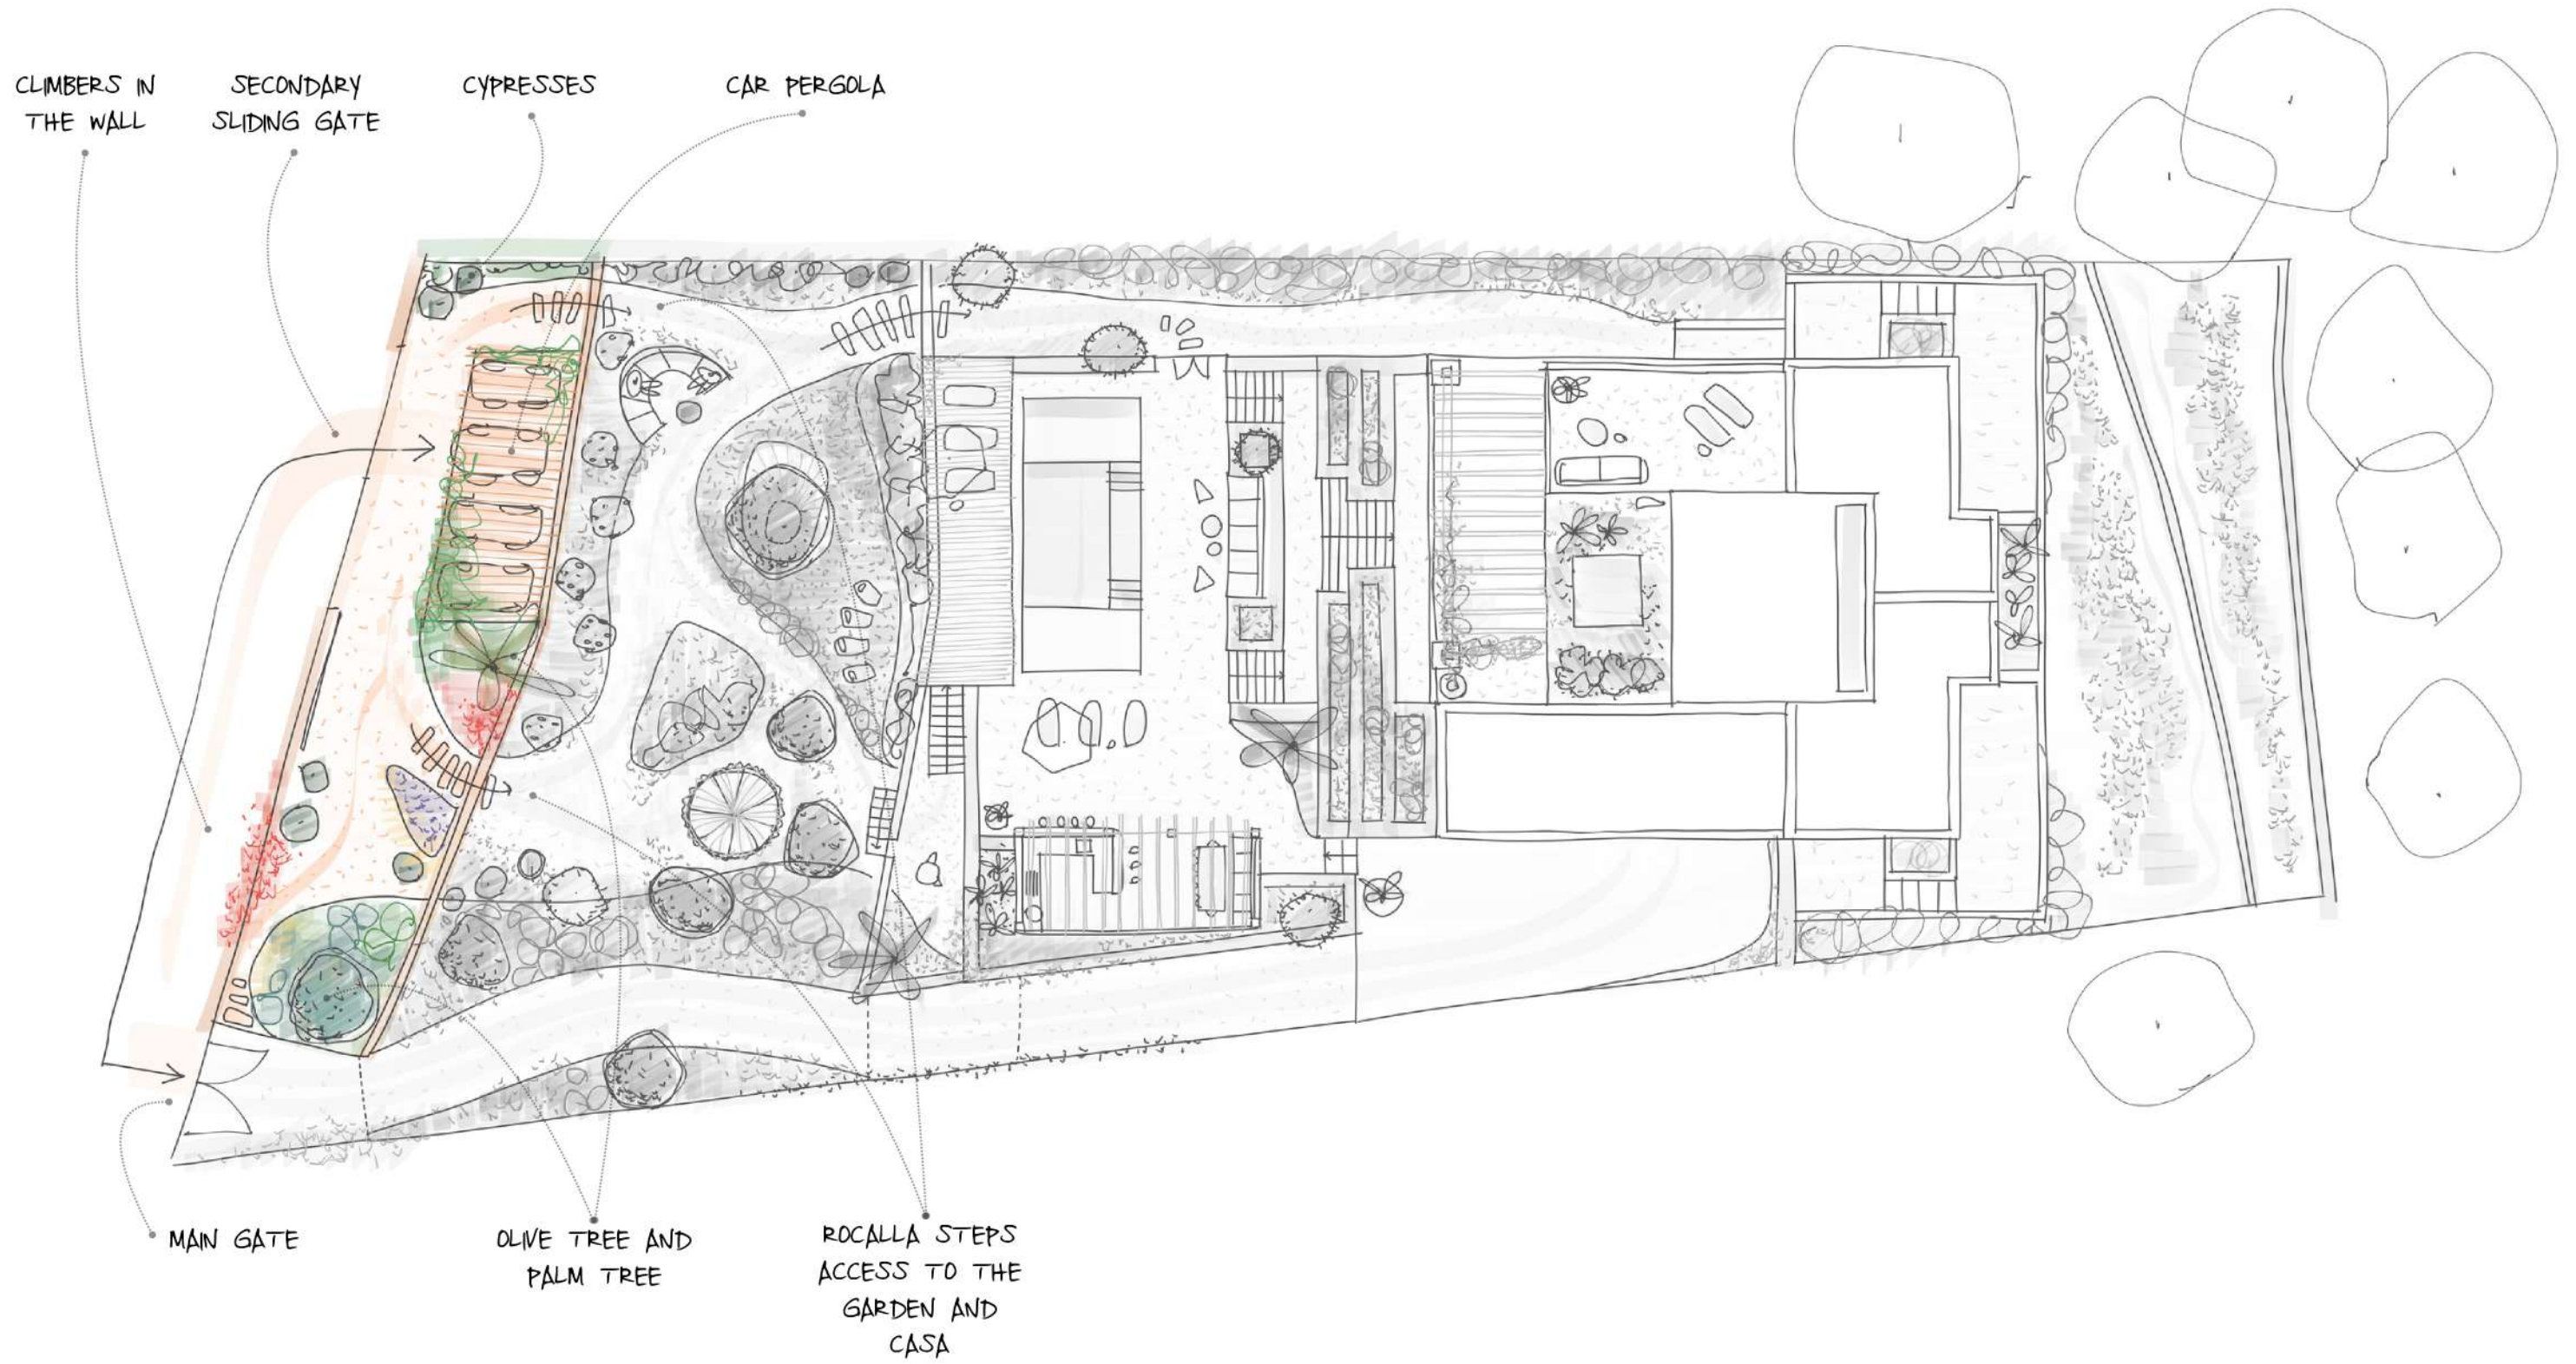 CLIMBERS IN
THE WALL
SECONDARY
SLIDING GATE
CYPRESSES
CAR PERGOLA
MAIN GATE
OLIVE TREE AND
PALM TREE
ROCALLA STEPS
ACCESS TO THE
GARDEN AND
CASA